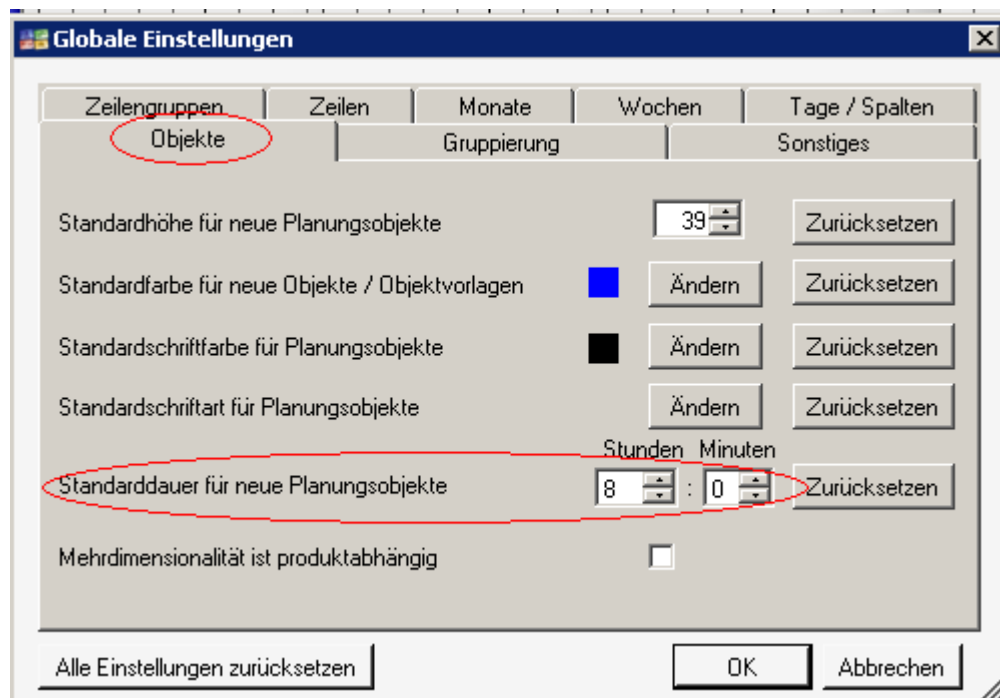 Globale Einstellungen
Zeilengruppen Zeilen Monate Wochen Tage / Spalten
Objekte Gruppierung Sonstiges
Standardhöhe für neue Planungsobjekte 39 Zurücksetzen
Standardfarbe für neue Objekte / Objektvorlagen Ändern Zurücksetzen
Standardschriftfarbe für Planungsobjekte Ändern Zurücksetzen
Standardschriftart für Planungsobjekte Ändern Zurücksetzen
Stunden Minuten
Standarddauer für neue Planungsobjekte 8 : 0 Zurücksetzen
Mehrdimensionalität ist produktabhängig
Alle Einstellungen zurücksetzen OK Abbrechen